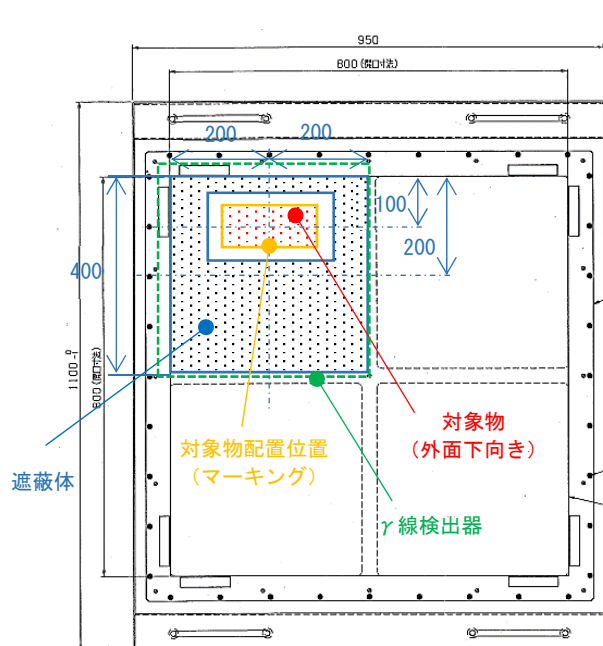 950
800 (開口寸法)
200
200
100
200
400
1100-0
800 (開口寸法)
対象物
(外面下向き)
対象物配置位置
(マーキング)
遮蔽体
γ線検出器